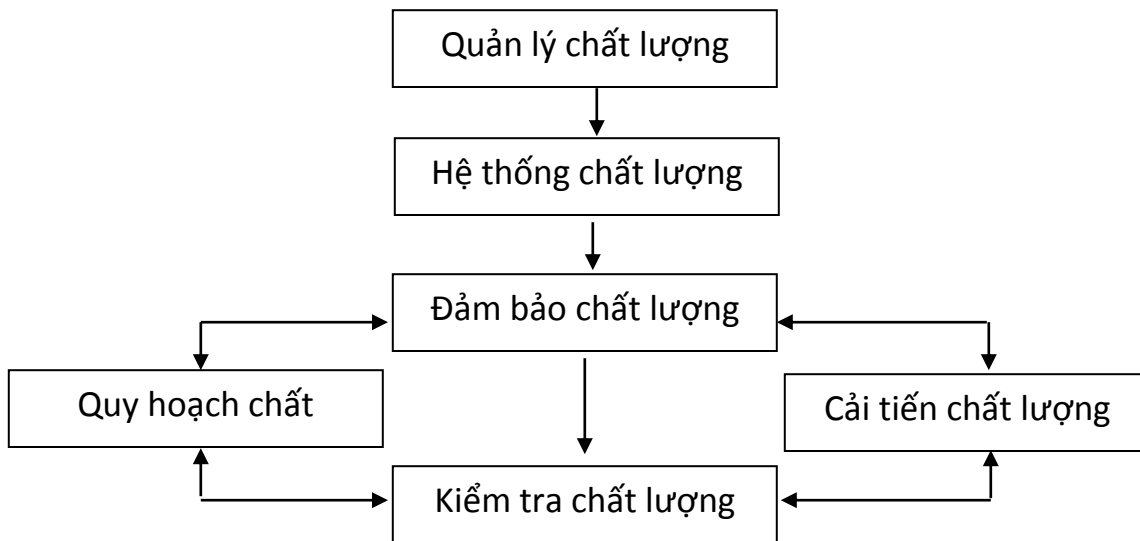 Quản lý chất lượng
Hệ thống chất lượng
Đảm bảo chất lượng
Quy hoạch chất
Cải tiến chất lượng
Kiểm tra chất lượng